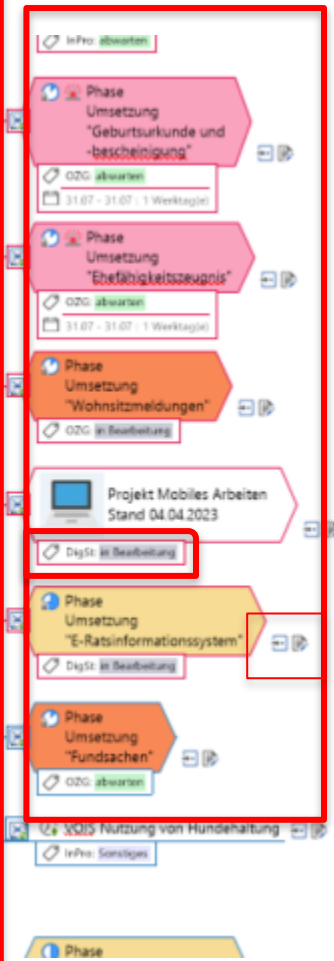 InPro: abwarten
Phase
Umsetzung
"Geburtsurkunde und
-bescheinigung"
OZG: abwarten
31.07 - 31.07 : 1 Werktag(e)
Phase
Umsetzung
"Ehefähigkeitszeugnis"
OZG: abwarten
31.07 - 31.07 : 1 Werktag(e)
Phase
Umsetzung
"Wohnsitzmeldungen"
OZG: in Bearbeitung
Projekt Mobiles Arbeiten
Stand 04.04.2023
DigSt: in Bearbeitung
Phase
Umsetzung
"E-Ratsinformationssystem"
DigSt: in Bearbeitung
Phase
Umsetzung
"Fundsachen"
OZG: abwarten
VOIS Nutzung von Hundehaltung
InPro: Sonstiges
Phase